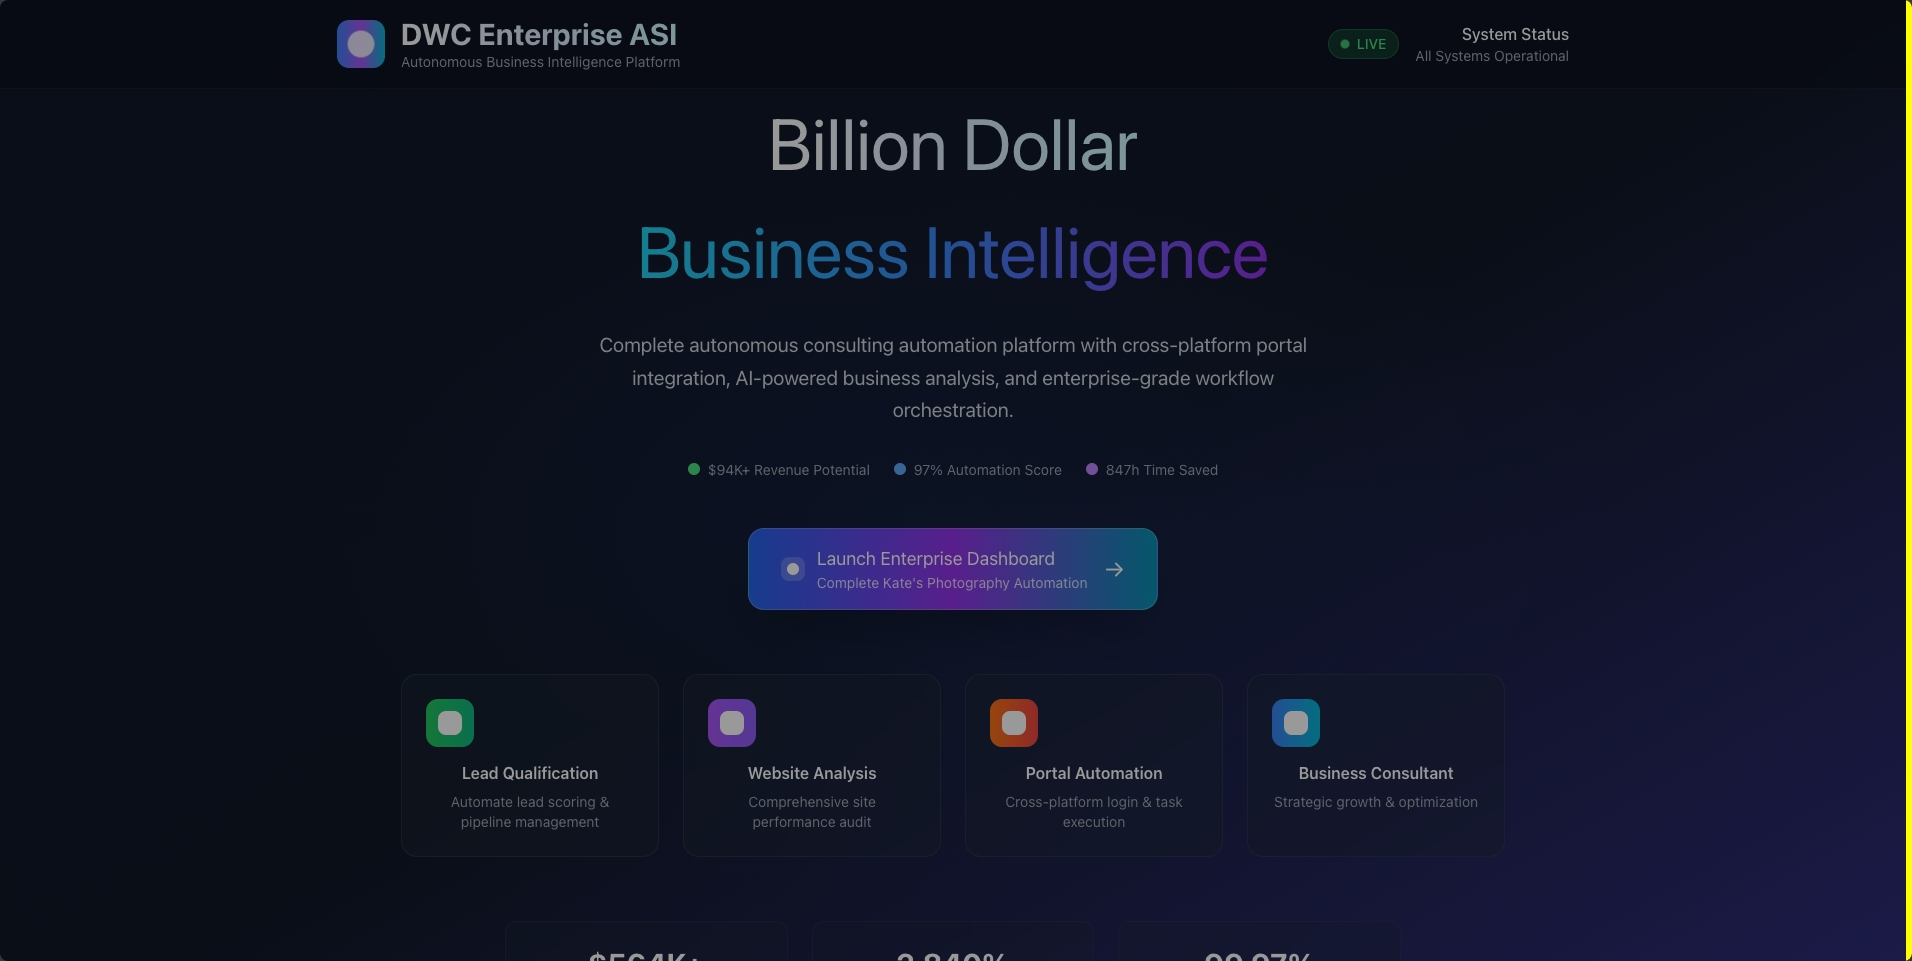 DWC Enterprise ASI
Autonomous Business Intelligence Platform
LIVE
System Status
All Systems Operational
Billion Dollar
Business Intelligence
Complete autonomous consulting automation platform with cross-platform portal
integration, AI-powered business analysis, and enterprise-grade workflow
orchestration.
$94K+ Revenue Potential
97% Automation Score
847h Time Saved
Launch Enterprise Dashboard
Complete Kate's Photography Automation
→
Lead Qualification
Automate lead scoring &
pipeline management
Website Analysis
Comprehensive site
performance audit
Portal Automation
Cross-platform login & task
execution
Business Consultant
Strategic growth & optimization